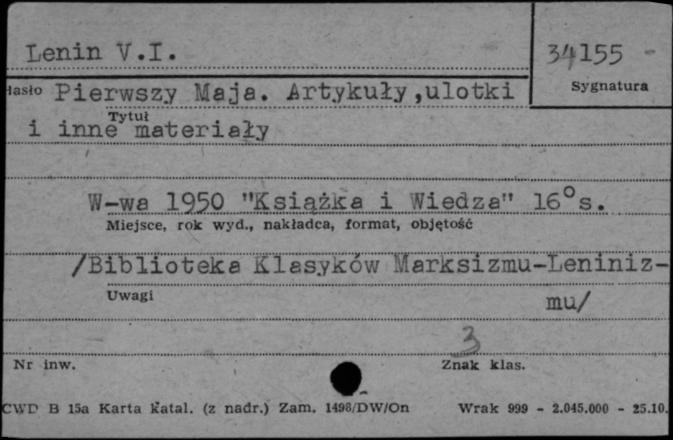 Lenin V.I.
34155 -
Hasło
Sygnatura
Pierwszy Maja. Artykuły,ulotki
Tytuł
i inne materiały
W-wa 1950 "Książka i Wiedza" 16° s.
Miejsce, rok wyd., nakładca, format, objętość
/Biblioteka Klasyków Marksizmu-Leniniz-
Uwagi
mu/
3
Nr inw.
Znak klas.
CWD B 15a Karta katal. (z nadr.) Zam. 1498/DW/On
Wrak 999 - 2.045.000 - 25.10.